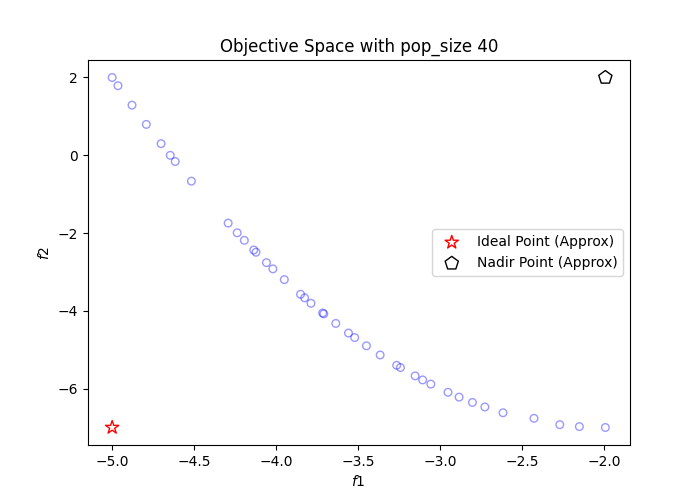 Objective Space with pop_size 40
2
0
−2
−4
−6
f2
Ideal Point (Approx)
Nadir Point (Approx)
−5.0 −4.5 −4.0 −3.5 −3.0 −2.5 −2.0
f1